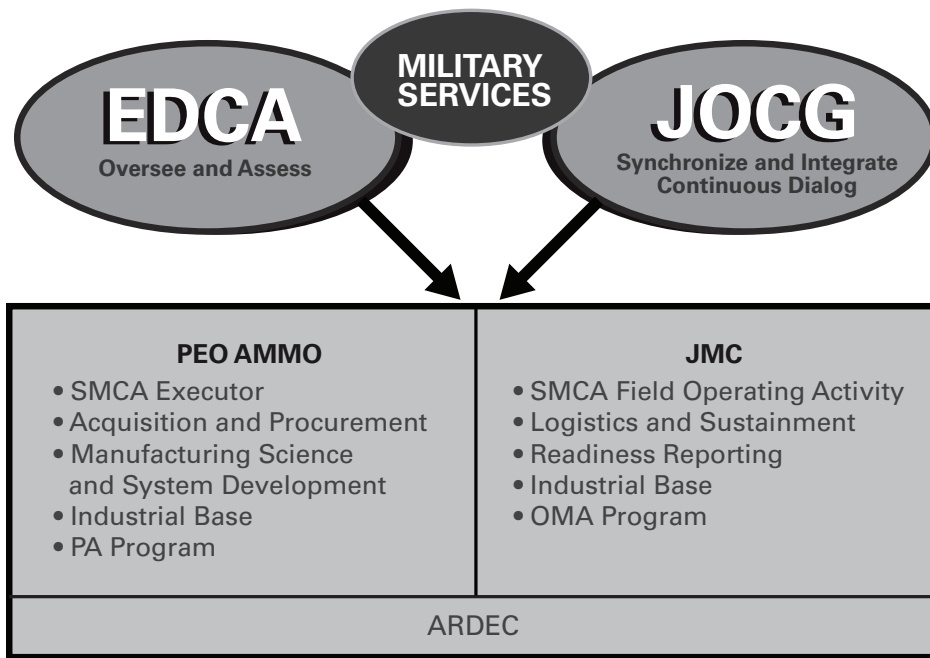 MILITARY
SERVICES
EDCA
Oversee and Assess
JOCG
Synchronize and Integrate
Continuous Dialog
PEO AMMO
• SMCA Executor
• Acquisition and Procurement
• Manufacturing Science
and System Development
• Industrial Base
• PA Program
JMC
• SMCA Field Operating Activity
• Logistics and Sustainment
• Readiness Reporting
• Industrial Base
• OMA Program
ARDEC